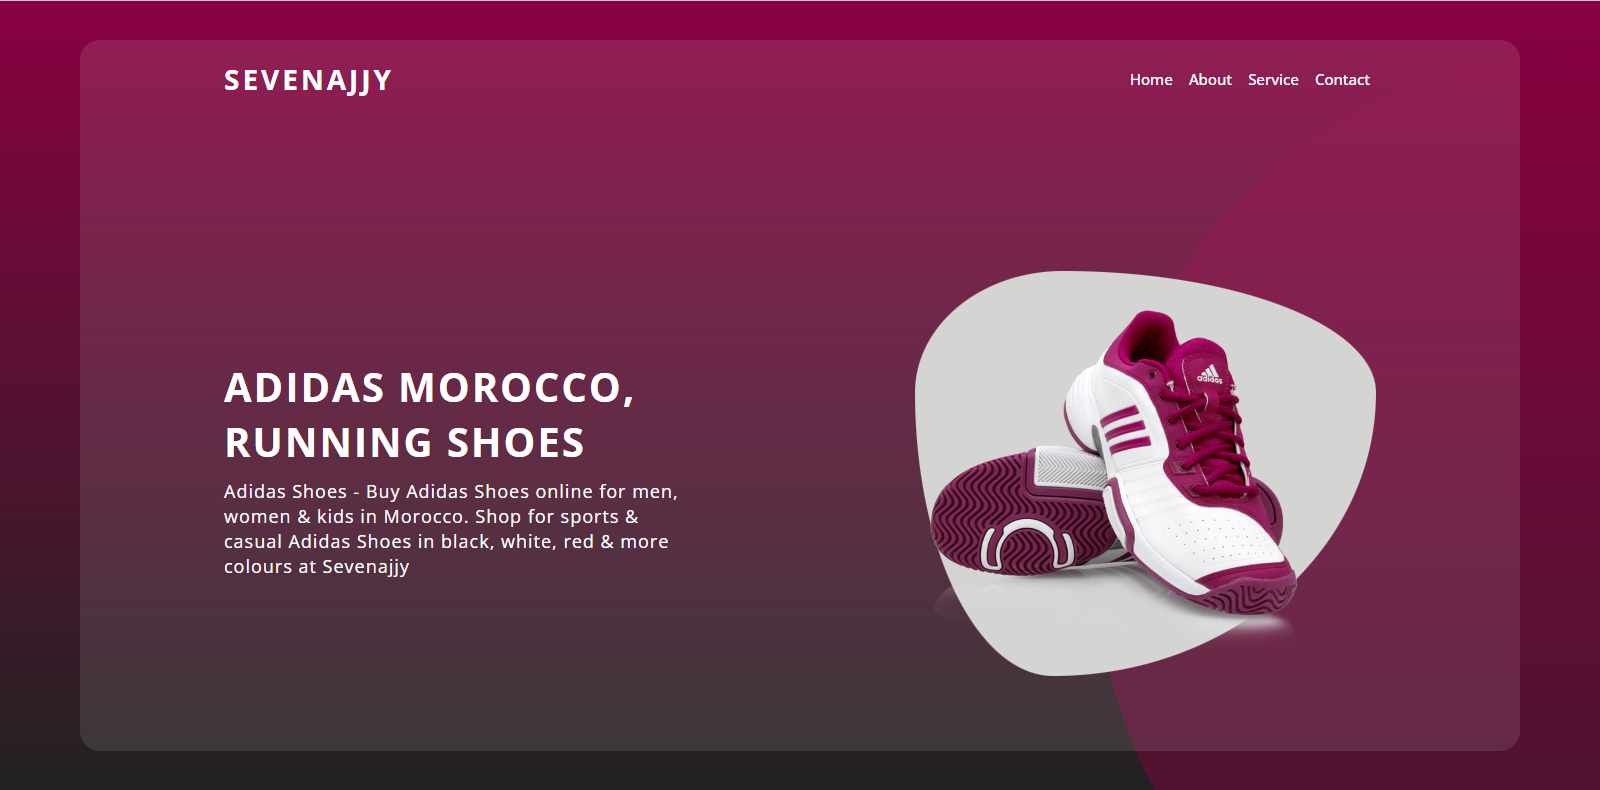 SEVENAJJY
Home About Service Contact
ADIDAS MOROCCO,
RUNNING SHOES
Adidas Shoes - Buy Adidas Shoes online for men,
women & kids in Morocco. Shop for sports &
casual Adidas Shoes in black, white, red & more
colours at Sevenajjy
adidas